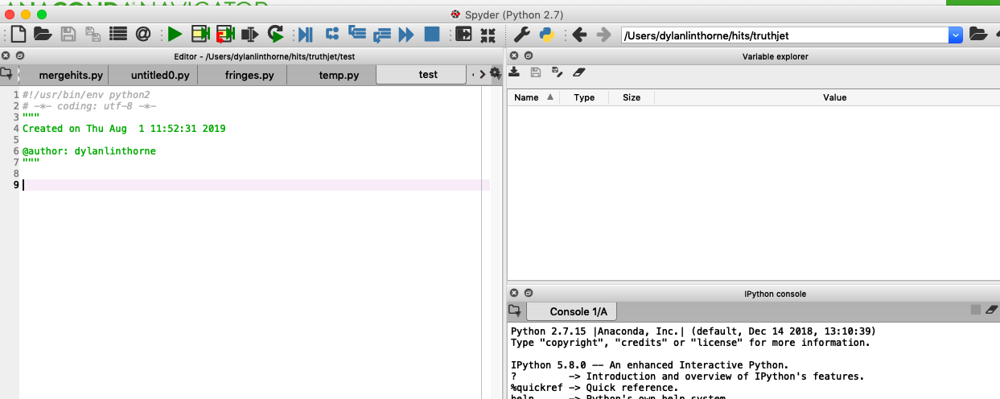 ANACONDA NAVIGATOR
Spyder (Python 2.7)
/Users/dylanlinthorne/hits/truthjet
Editor - /Users/dylanlinthorne/hits/truthjet/test
mergehits.py
untitled0.py
fringes.py
temp.py
test
1 #!/usr/bin/env python2
2 # -*- coding: utf-8 -*-
3 """
4 Created on Thu Aug  1 11:52:31 2019
5
6 @author: dylanlinthorne
7 """
8
9
Variable explorer
Name
Type
Size
Value
IPython console
Console 1/A
Python 2.7.15 |Anaconda, Inc.| (default, Dec 14 2018, 13:10:39)
Type "copyright", "credits" or "license" for more information.
IPython 5.8.0 -- An enhanced Interactive Python.
?         -> Introduction and overview of IPython's features.
%quickref -> Quick reference.
help      -> Python's own help system.